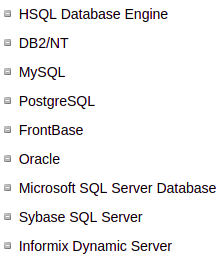 HSQL Database Engine
DB2/NT
MySQL
PostgreSQL
FrontBase
Oracle
Microsoft SQL Server Database
Sybase SQL Server
Informix Dynamic Server